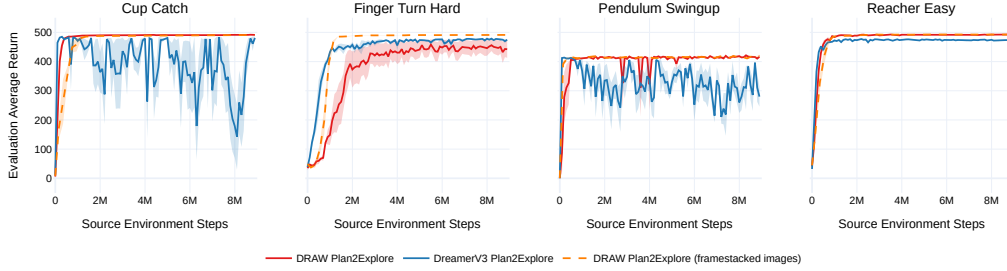 Cup Catch
Finger Turn Hard
Pendulum Swingup
Reacher Easy
Evaluation Average Return
500
400
300
200
100
0
0 2M 4M 6M 8M
0 2M 4M 6M 8M
0 2M 4M 6M 8M
0 2M 4M 6M 8M
Source Environment Steps
Source Environment Steps
Source Environment Steps
Source Environment Steps
DRAW Plan2Explore
DreamerV3 Plan2Explore
DRAW Plan2Explore (framestacked images)